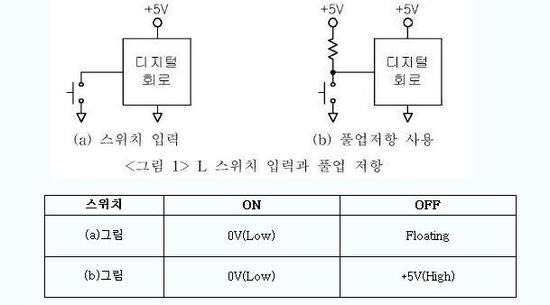 +5V
+5V
디지털
회로
디지털
회로
(a) 스위치 입력
(b) 풀업저항 사용
<그림 1> L 스위치 입력과 풀업 저항
스위치 ON OFF
(a)그림 0V(Low) Floating
(b)그림 0V(Low) +5V(High)